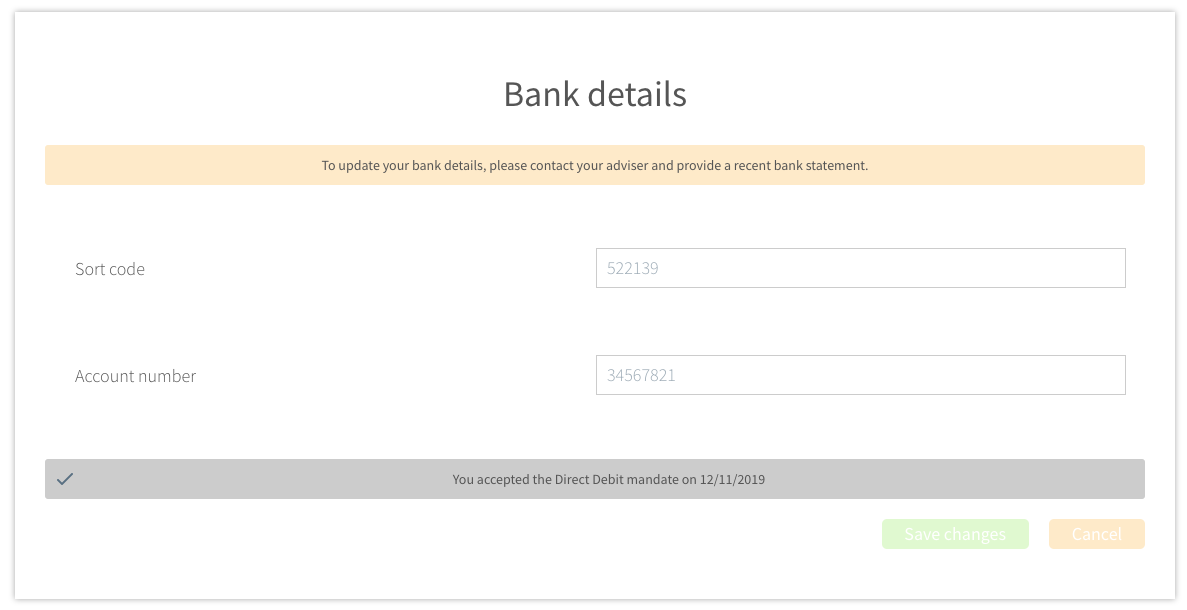 Bank details
To update your bank details, please contact your adviser and provide a recent bank statement.
Sort code
522139
Account number
34567821
You accepted the Direct Debit mandate on 12/11/2019
Save changes
Cancel